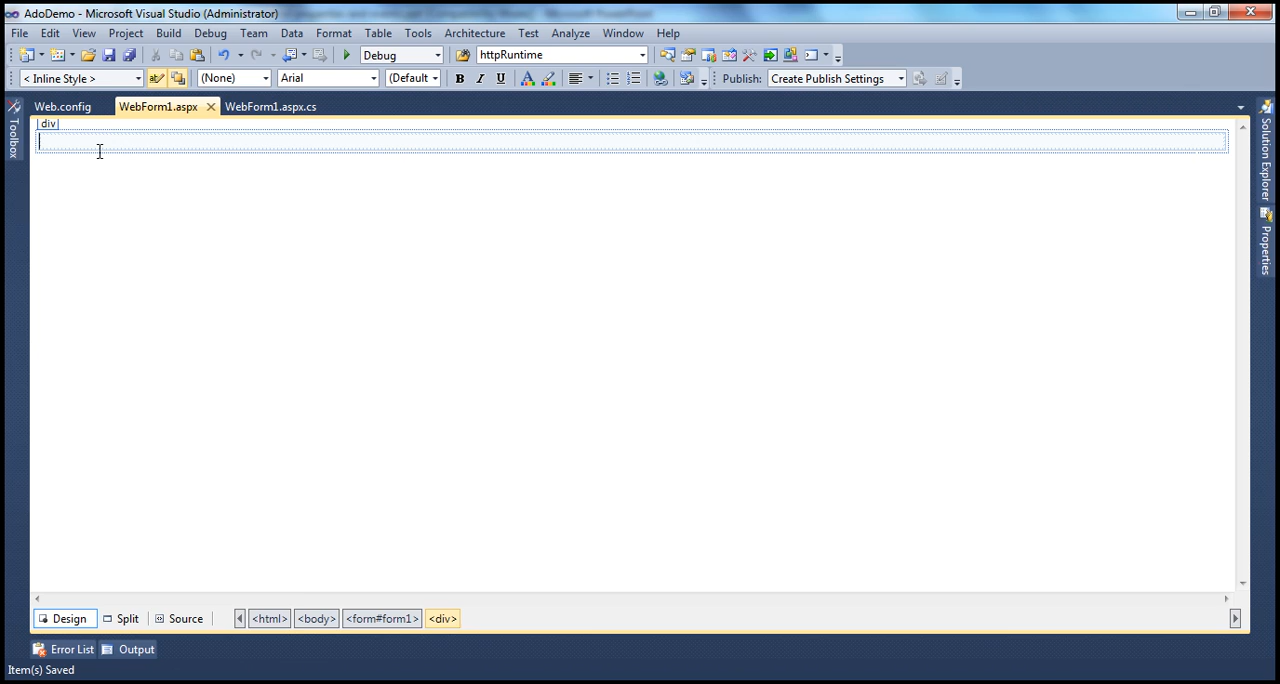 AdoDemo - Microsoft Visual Studio (Administrator)
File Edit View Project Build Debug Team Data Format Table Tools Architecture Test Analyze Window Help
Debug httpRuntime
< Inline Style > (None) Arial (Default B I U A Publish: Create Publish Settings
Web.config WebForm1.aspx WebForm1.aspx.cs
Toolbox
div
Solution Explorer
Properties
Design Split Source <html> <body> <form#form1> <div>
Error List Output
Item(s) Saved